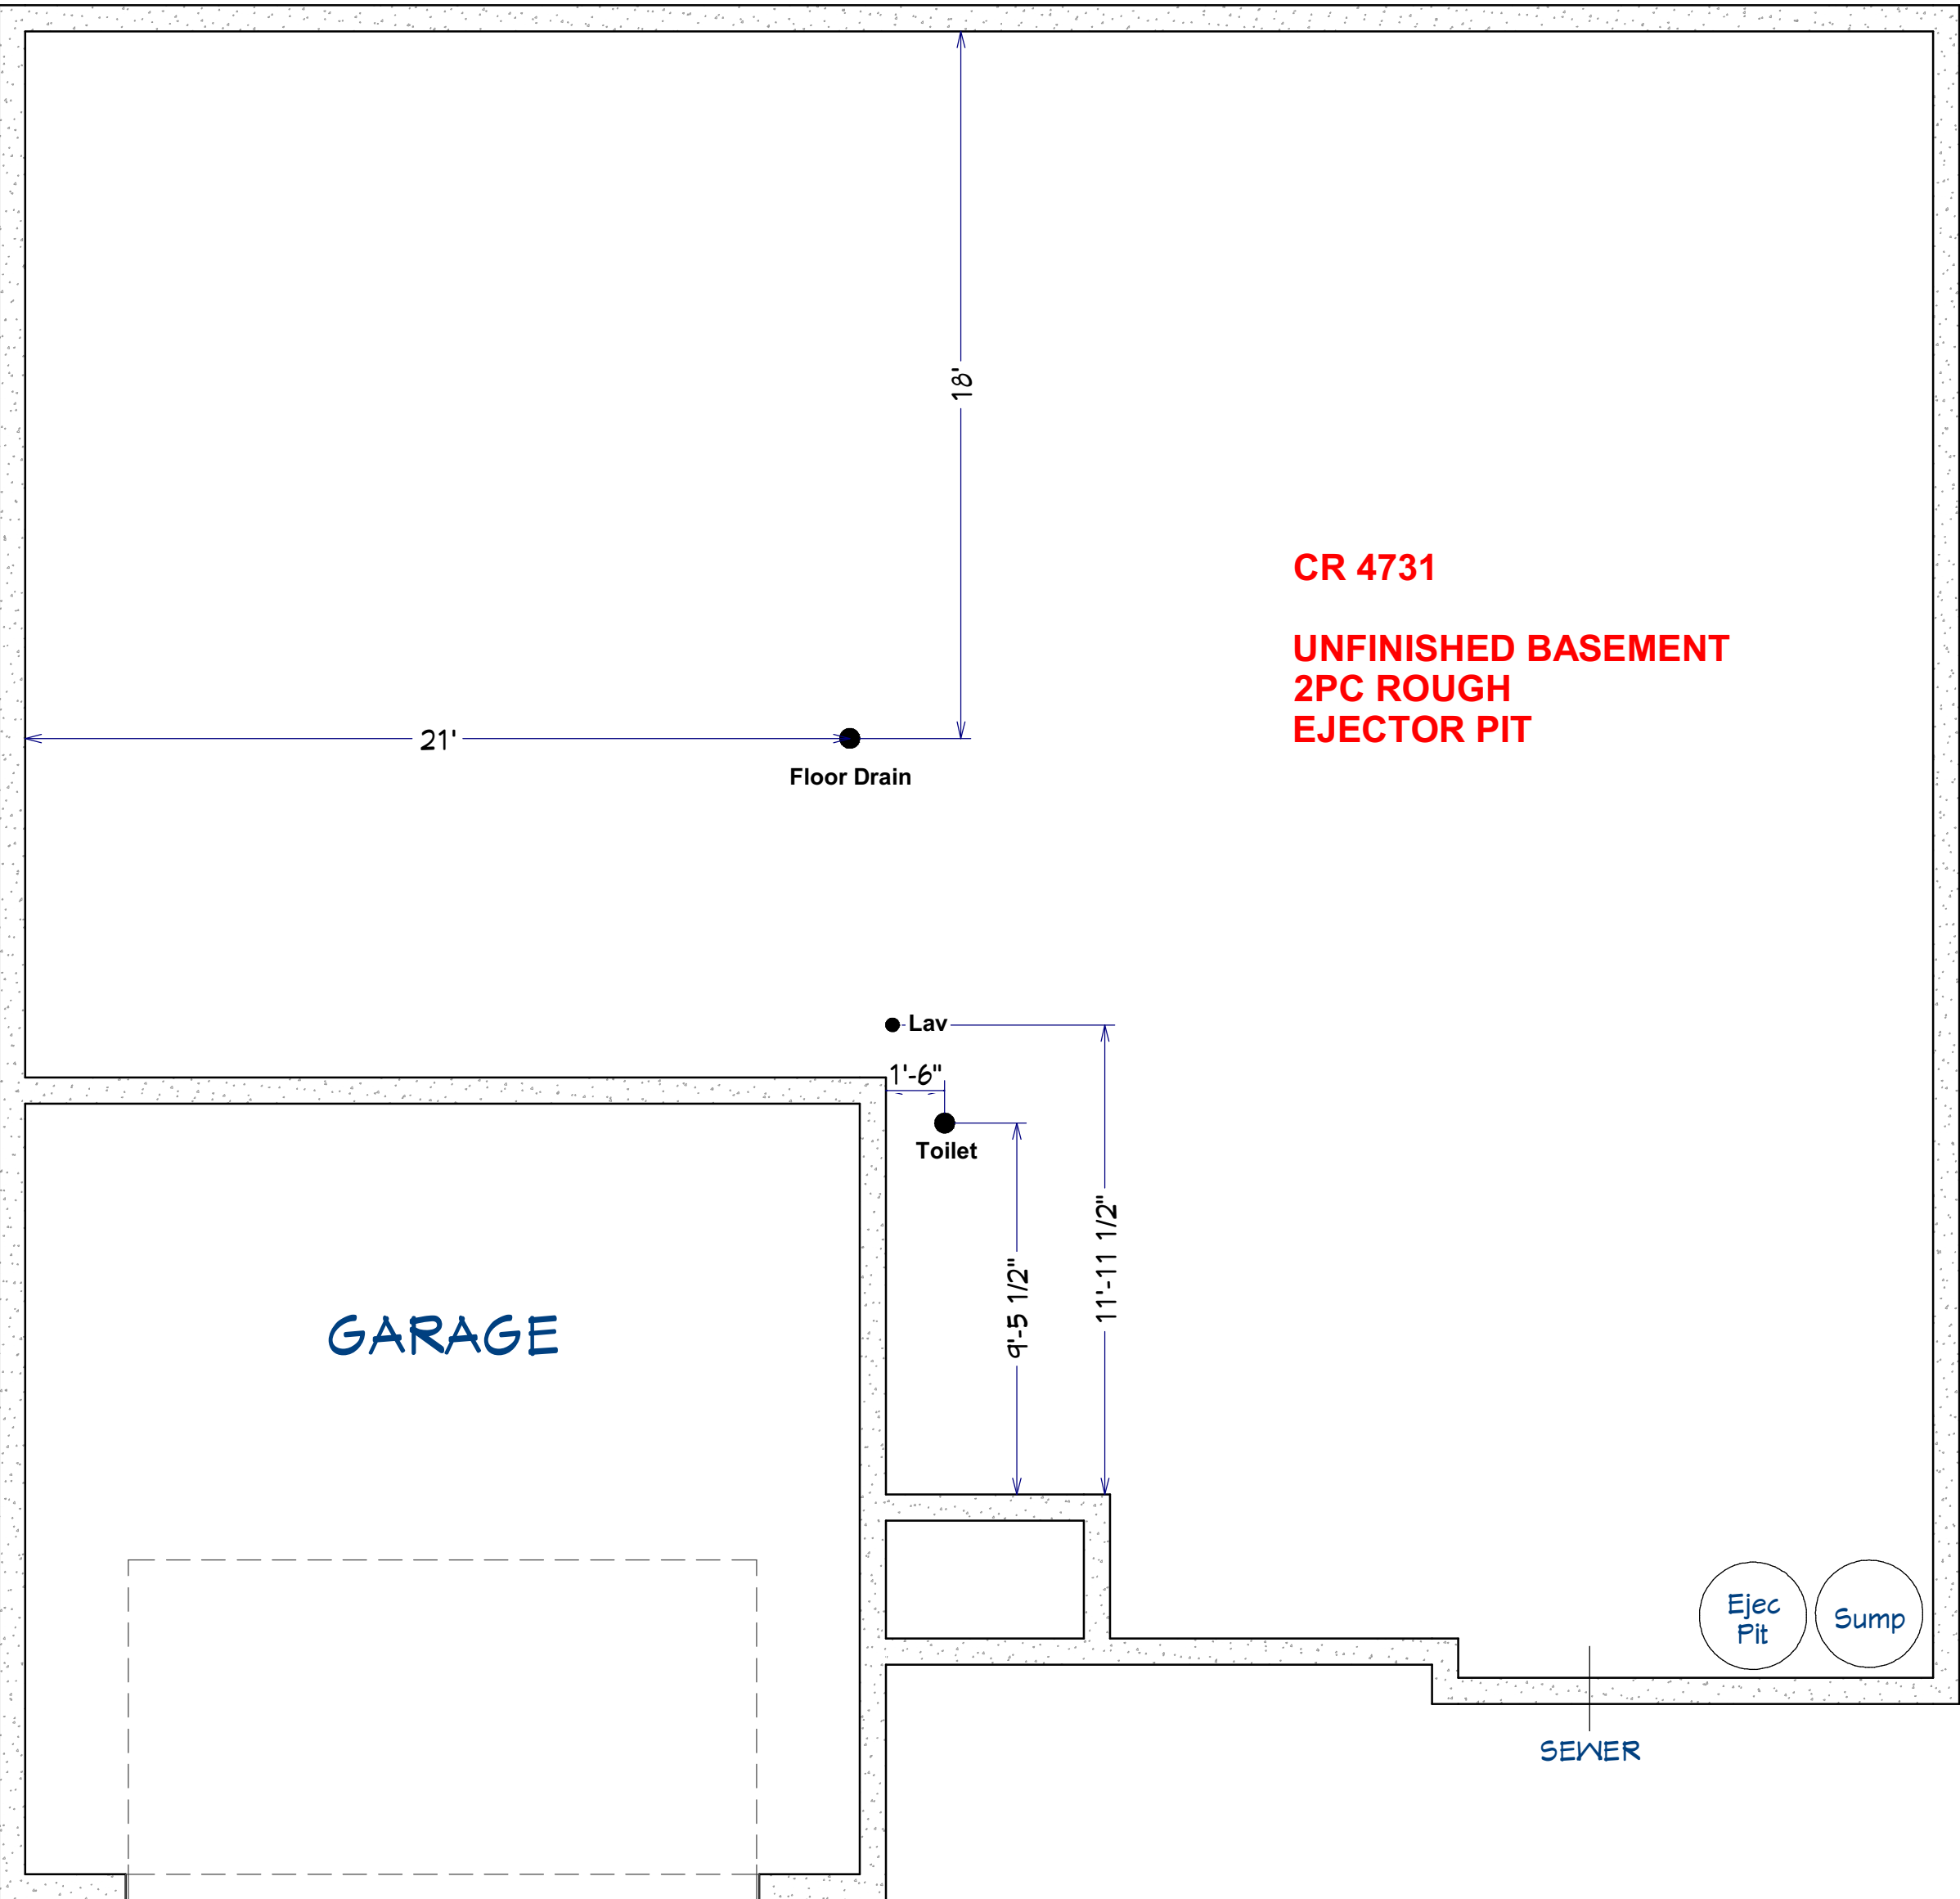 18'
CR 4731
UNFINISHED BASEMENT
2PC ROUGH
EJECTOR PIT
21'
Floor Drain
Lav
1'-6"
Toilet
9'-5 1/2"
11'-11 1/2"
GARAGE
Ejec
Pit
Sump
SEWER